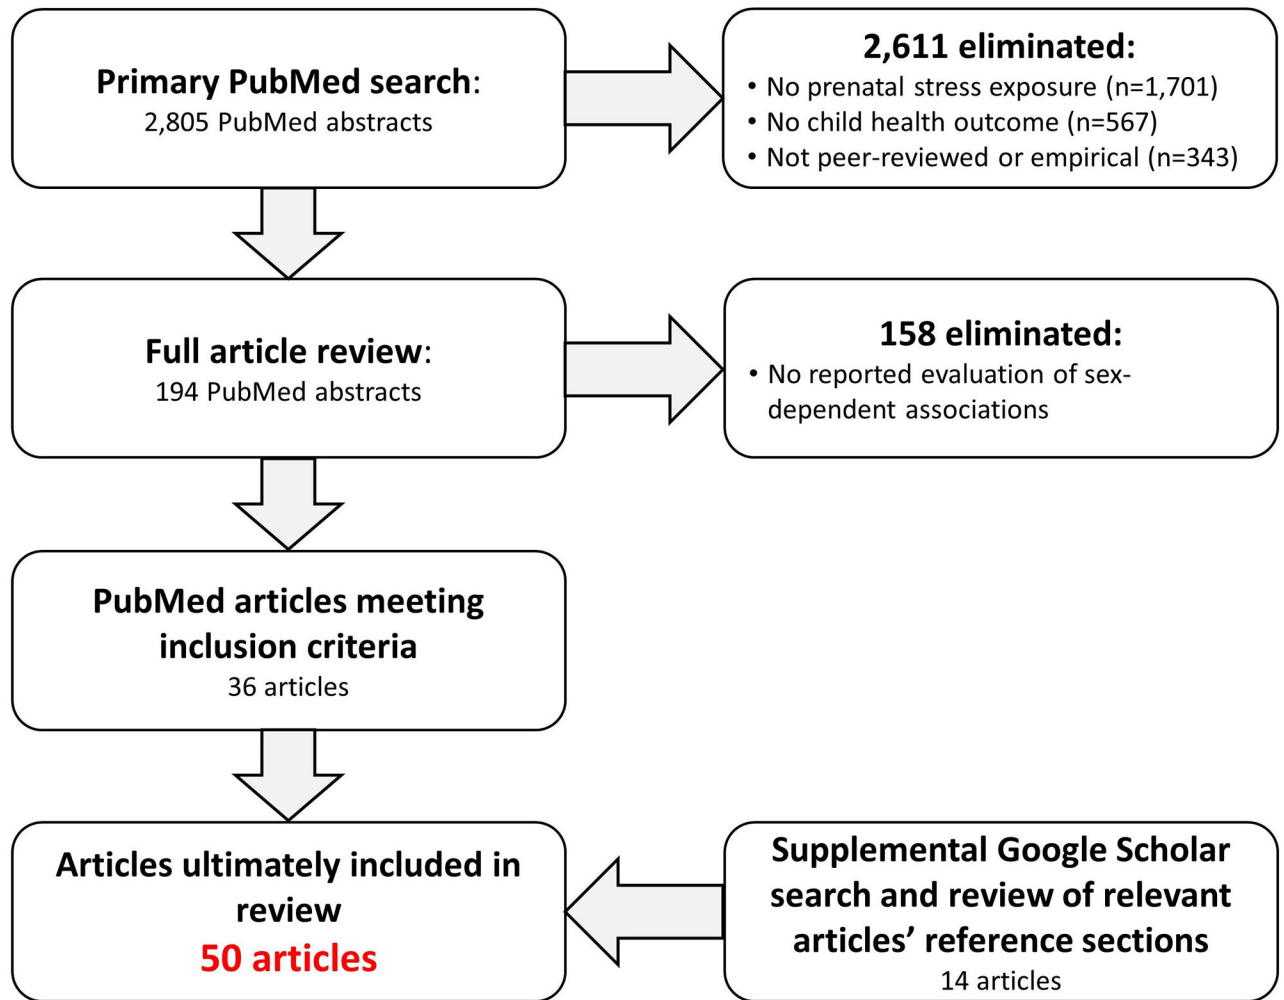 Primary PubMed search:
2,805 PubMed abstracts
2,611 eliminated:
• No prenatal stress exposure (n=1,701)
• No child health outcome (n=567)
• Not peer-reviewed or empirical (n=343)
Full article review:
194 PubMed abstracts
158 eliminated:
• No reported evaluation of sex-
dependent associations
PubMed articles meeting
inclusion criteria
36 articles
Articles ultimately included in
review
50 articles
Supplemental Google Scholar
search and review of relevant
articles’ reference sections
14 articles